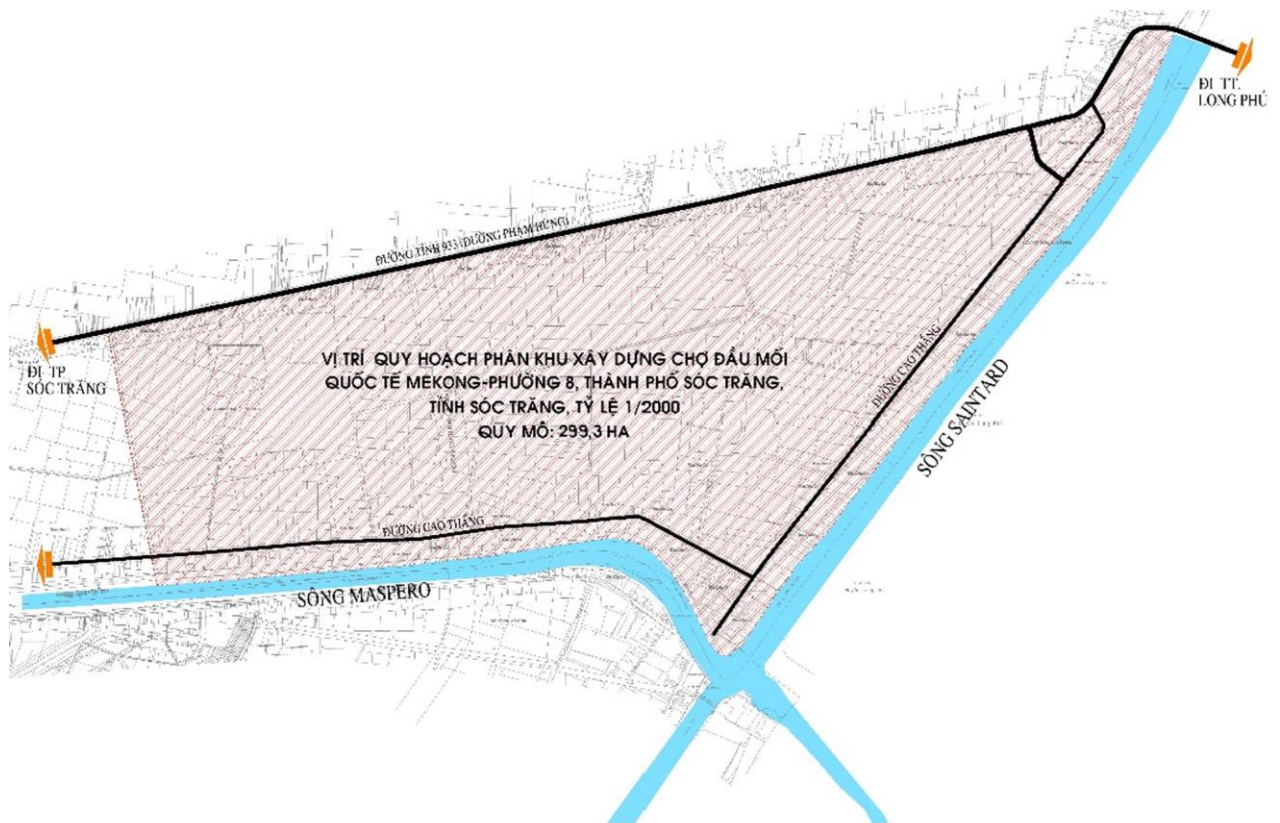 ĐI TT.
LONG PHÚ
ĐƯỜNG TỈNH 933 (ĐƯỜNG PHẠM HÙNG)
ĐI TP
SÓC TRĂNG
VỊ TRÍ QUY HOẠCH PHÂN KHU XÂY DỰNG CHỢ ĐẦU MỐI
QUỐC TẾ MEKONG-PHƯỜNG 8, THÀNH PHỐ SÓC TRĂNG,
TỈNH SÓC TRĂNG, TỶ LỆ 1/2000
QUY MÔ: 299,3 HA
ĐƯỜNG CAO THẮNG
SÔNG SAINTARD
ĐƯỜNG CAO THẮNG
SÔNG MASPERO